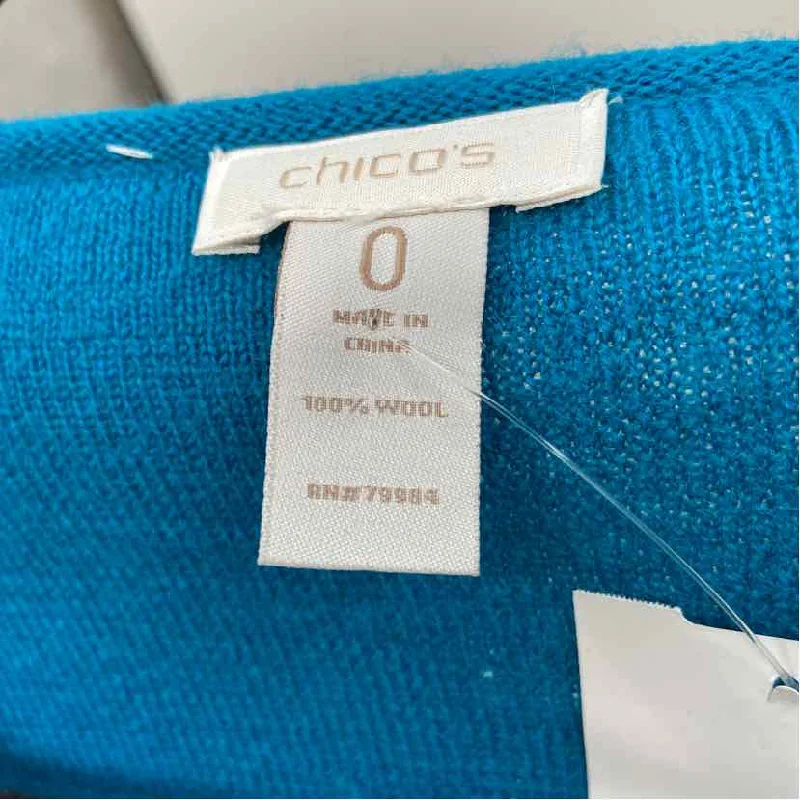 chico's
0
MADE IN
CHINA
100% WOOL
RN#79984